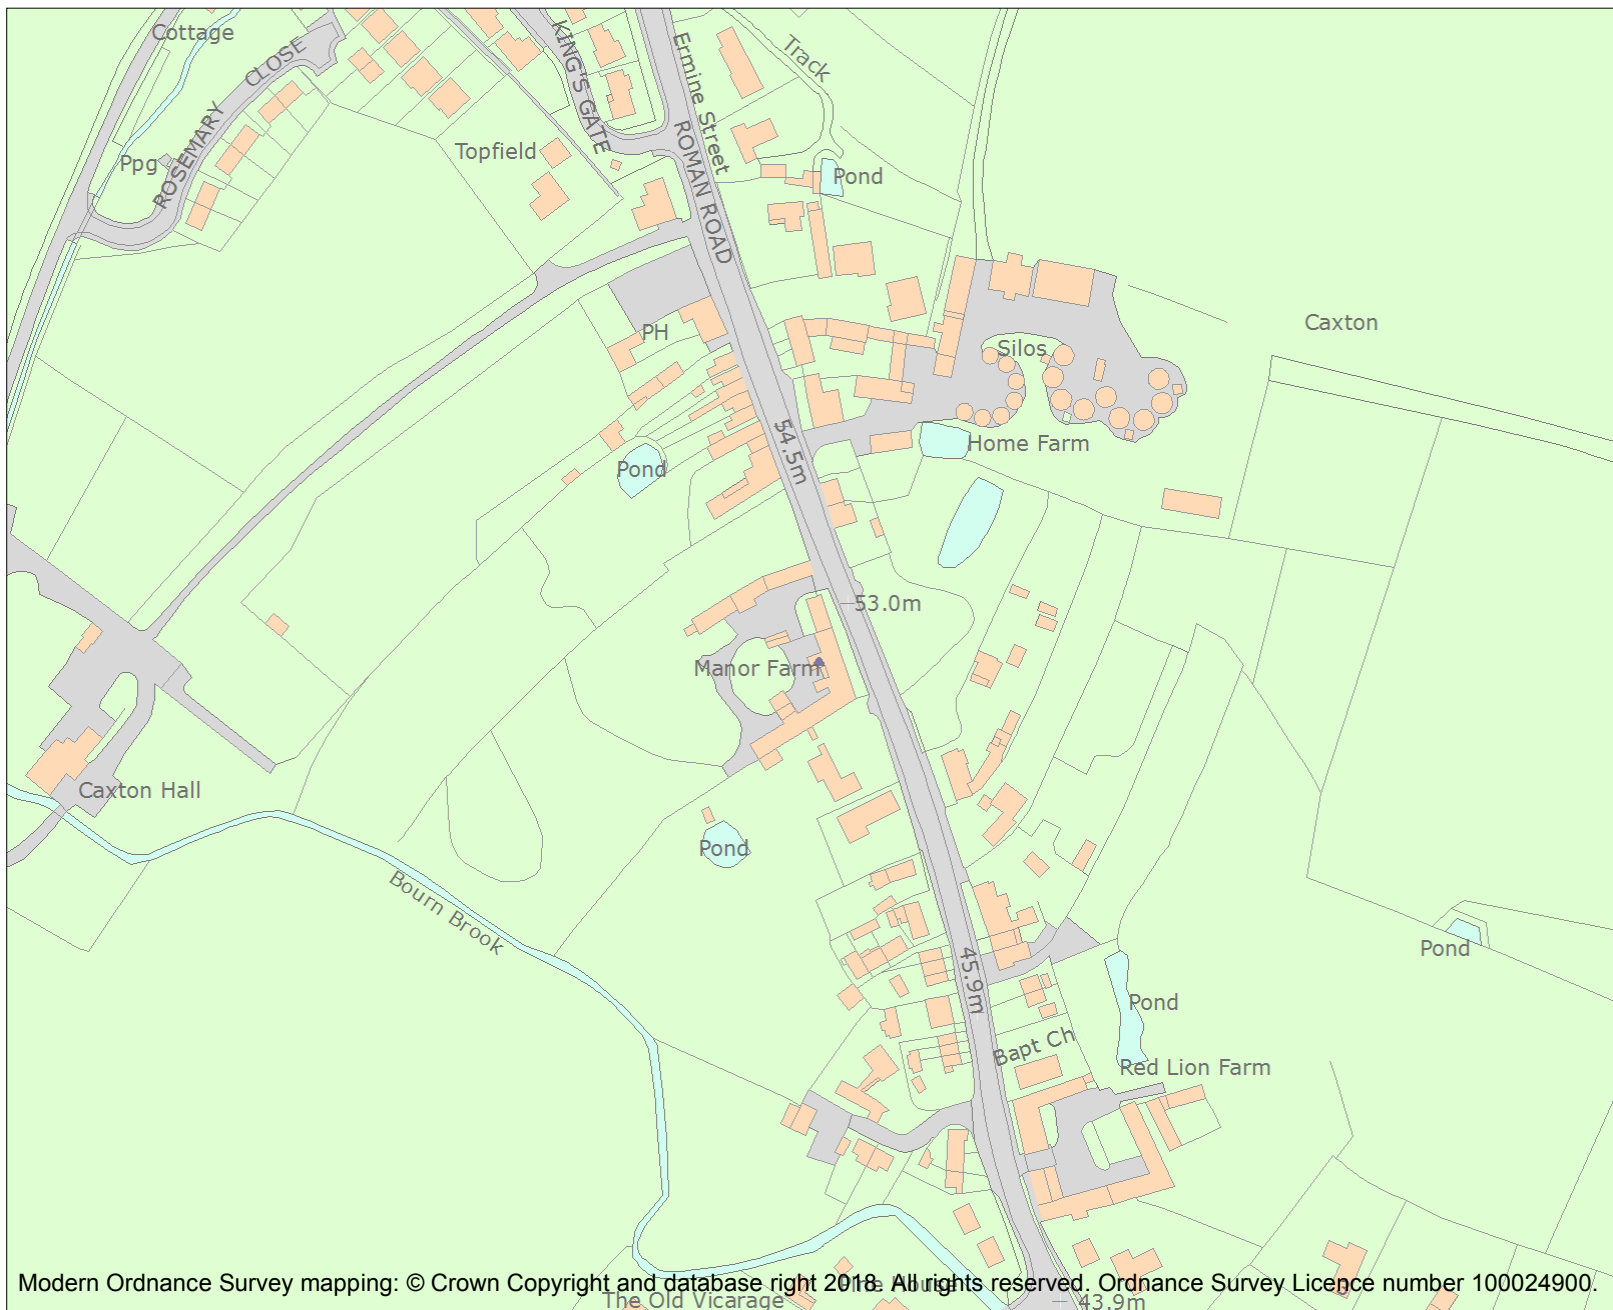 Cottage
ROSEMARY CLOSE
KING'S GATE
Ermine Street
Track
Ppg
Topfield
ROMAN ROAD
Pond
PH
Silos
Caxton
54.5m
Home Farm
Pond
53.0m
Manor Farm
Caxton Hall
Pond
Bourn Brook
Pond
45.9m
Pond
Bapt Ch
Red Lion Farm
Pine House
Modern Ordnance Survey mapping: © Crown Copyright and database right 2018. All rights reserved. Ordnance Survey Licence number 100024900.
The Old Vicarage
43.9m